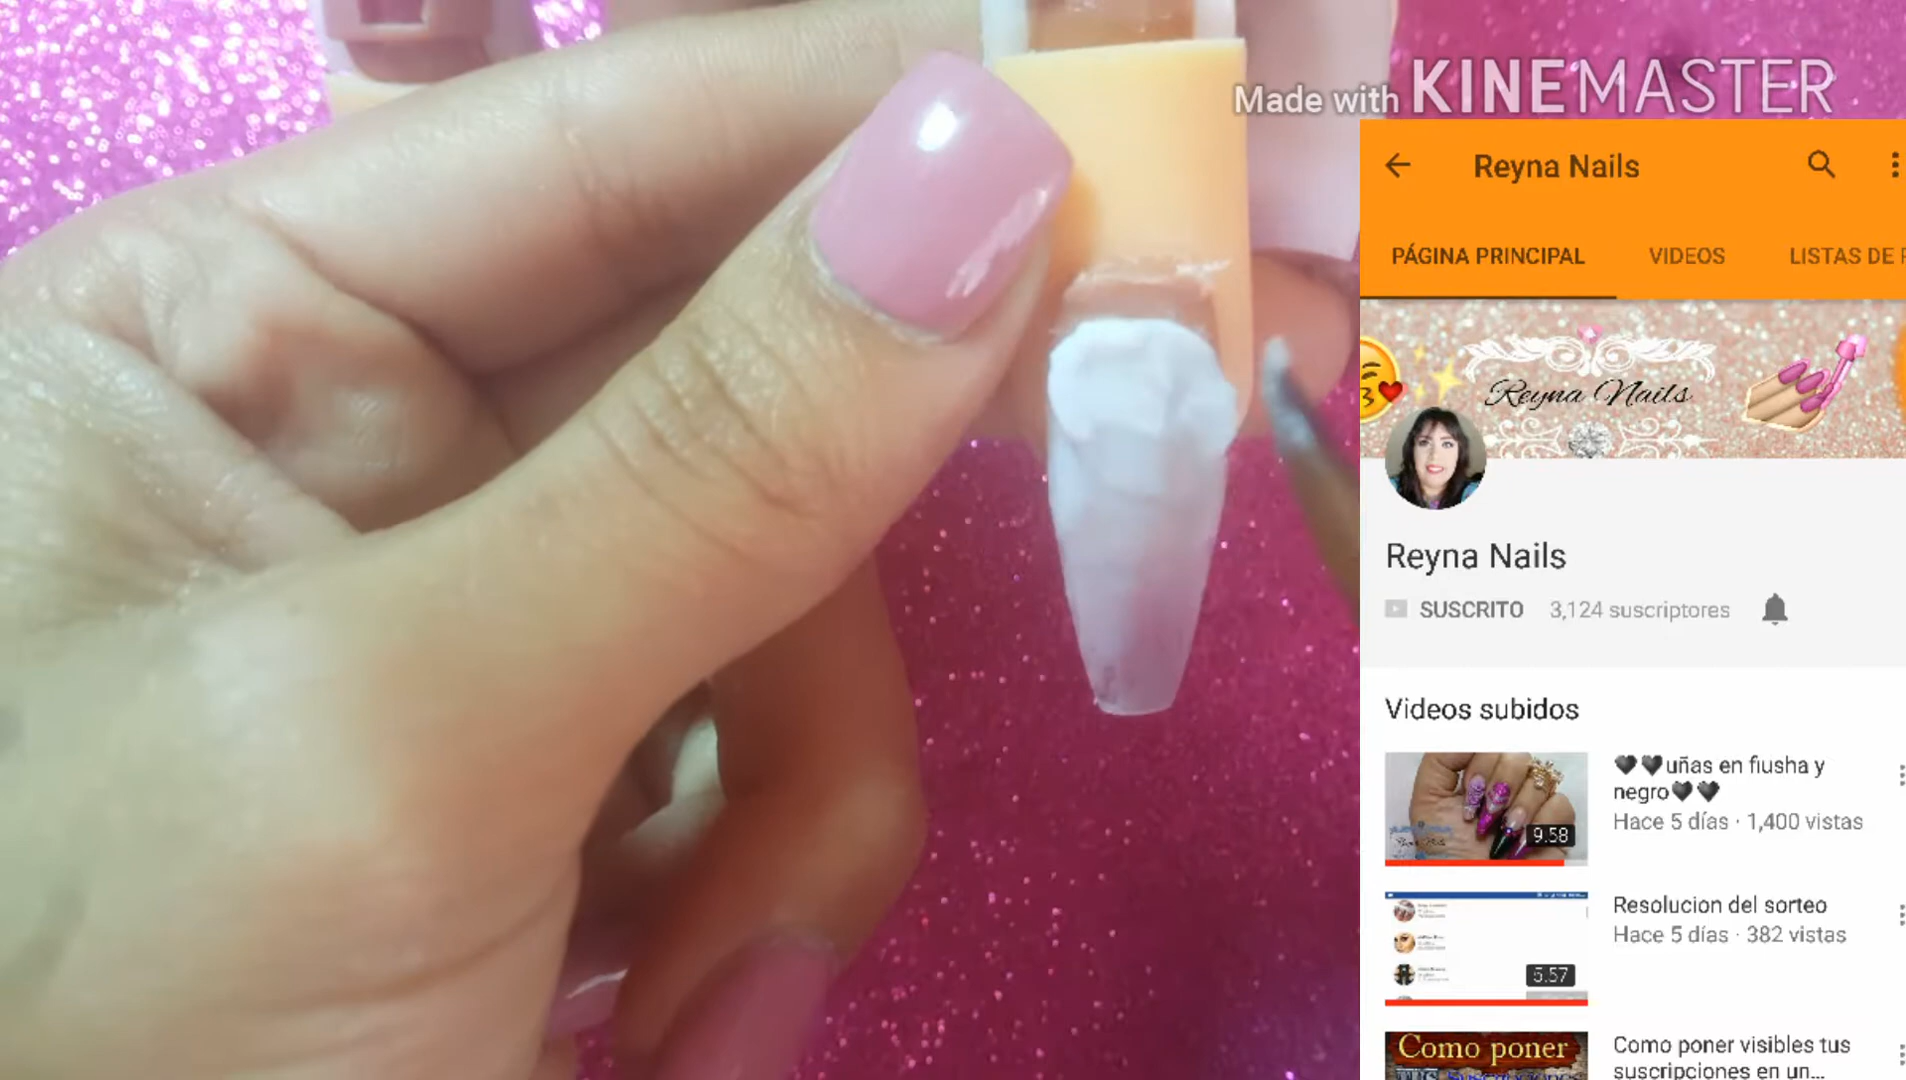 Made with KINEMASTER
Reyna Nails
PÁGINA PRINCIPAL
VIDEOS
LISTAS DE
Reyna Nails
Reyna Nails
SUSCRITO
3,124 suscriptores
Videos subidos
🖤🖤uñas en fiusha y
negro🖤🖤
Hace 5 días · 1,400 vistas
9:58
Resolucion del sorteo
Hace 5 días · 382 vistas
5:57
Como poner
TUS Suscripciones
Como poner visibles tus
suscripciones en un...